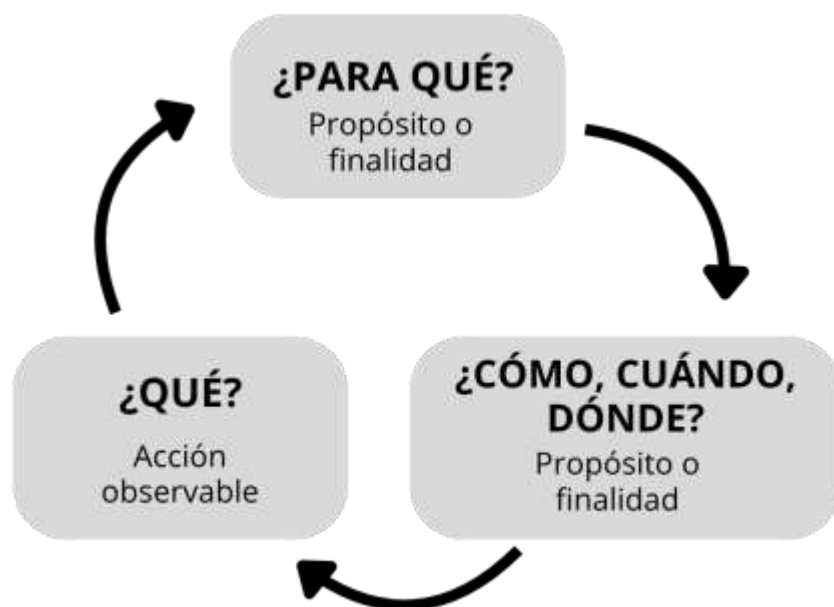 ¿PARA QUÉ?
Propósito o
finalidad
¿QUÉ?
Acción
observable
¿CÓMO, CUÁNDO,
DÓNDE?
Propósito o
finalidad